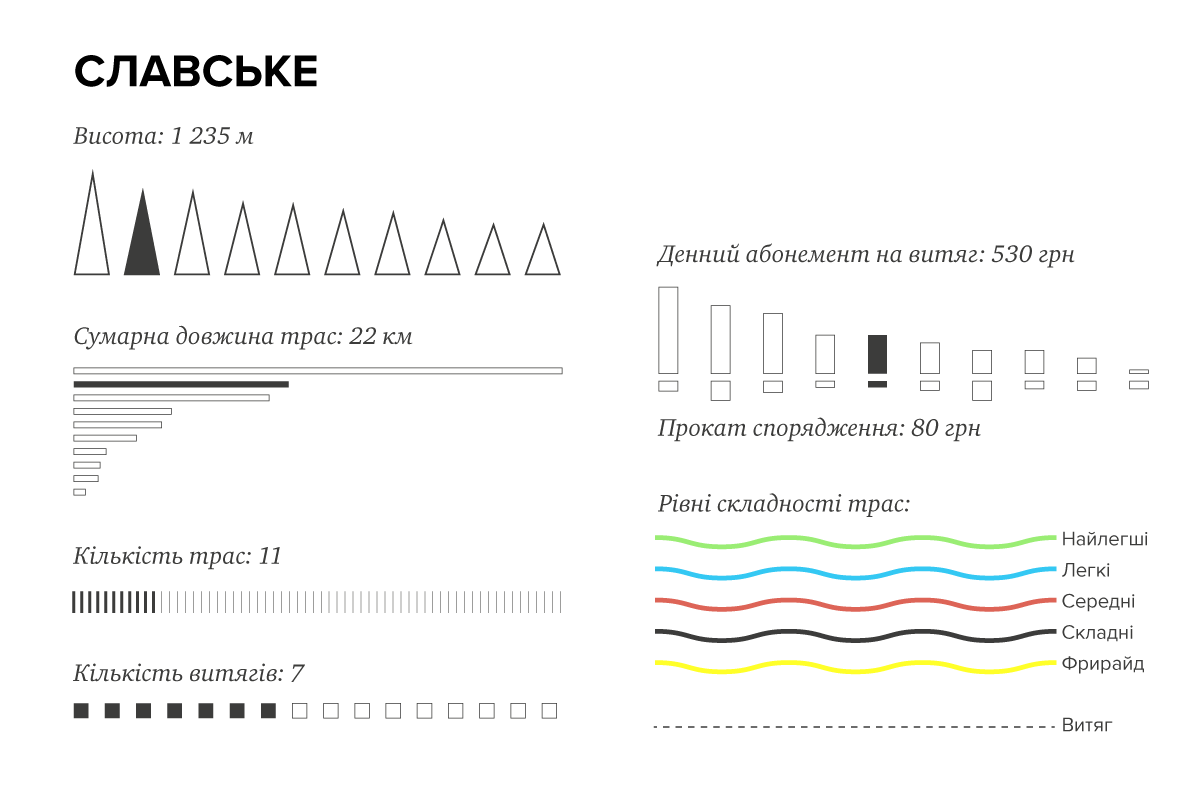 СЛАВСЬКЕ
Висота: 1 235 м
Сумарна довжина трас: 22 км
Кількість трас: 11
Кількість витягів: 7
Денний абонемент на витяг: 530 грн
Прокат спорядження: 80 грн
Рівні складності трас:
Найлегші
Легкі
Середні
Складні
Фрирайд
Витяг